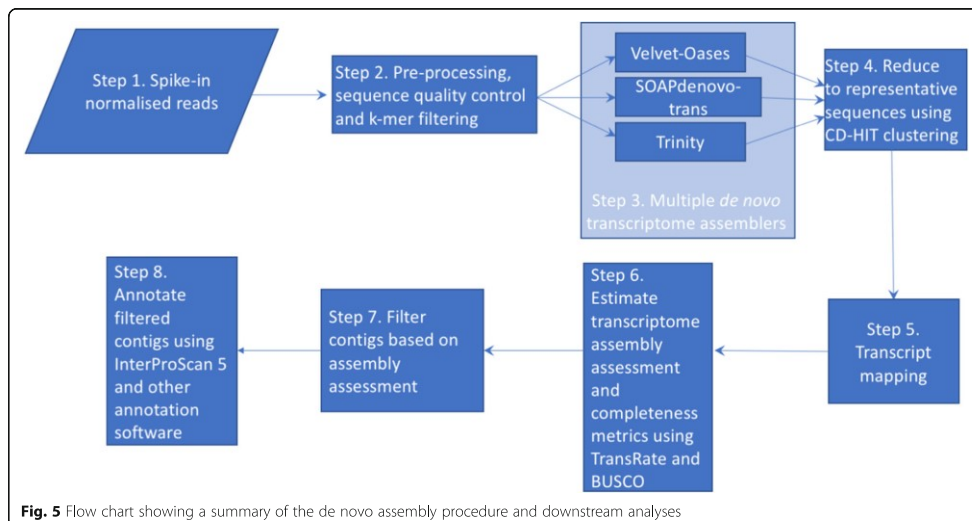 Step 1. Spike-in
normalised reads
Step 2. Pre-processing,
sequence quality control
and k-mer filtering
Velvet-Oases
SOAPdenovo-
trans
Trinity
Step 3. Multiple de novo
transcriptome assemblers
Step 4. Reduce
to representative
sequences using
CD-HIT clustering
Step 5.
Transcript
mapping
Step 6.
Estimate
transcriptome
assembly
assessment
and
completeness
metrics using
TransRate and
BUSCO
Step 7. Filter
contigs based on
assembly
assessment
Step 8.
Annotate
filtered
contigs using
InterProScan 5
and other
annotation
software
Fig. 5 Flow chart showing a summary of the de novo assembly procedure and downstream analyses